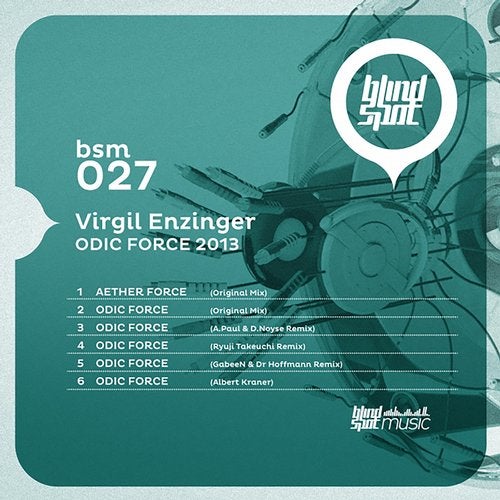 blind
spot
bsm
027
Virgil Enzinger
ODIC FORCE 2013
1 AETHER FORCE (Original Mix)
2 ODIC FORCE (Original Mix)
3 ODIC FORCE (A.Paul & D.Noyse Remix)
4 ODIC FORCE (Ryuji Takeuchi Remix)
5 ODIC FORCE (GabeeN & Dr Hoffmann Remix)
6 ODIC FORCE (Albert Kraner)
blind
spot music